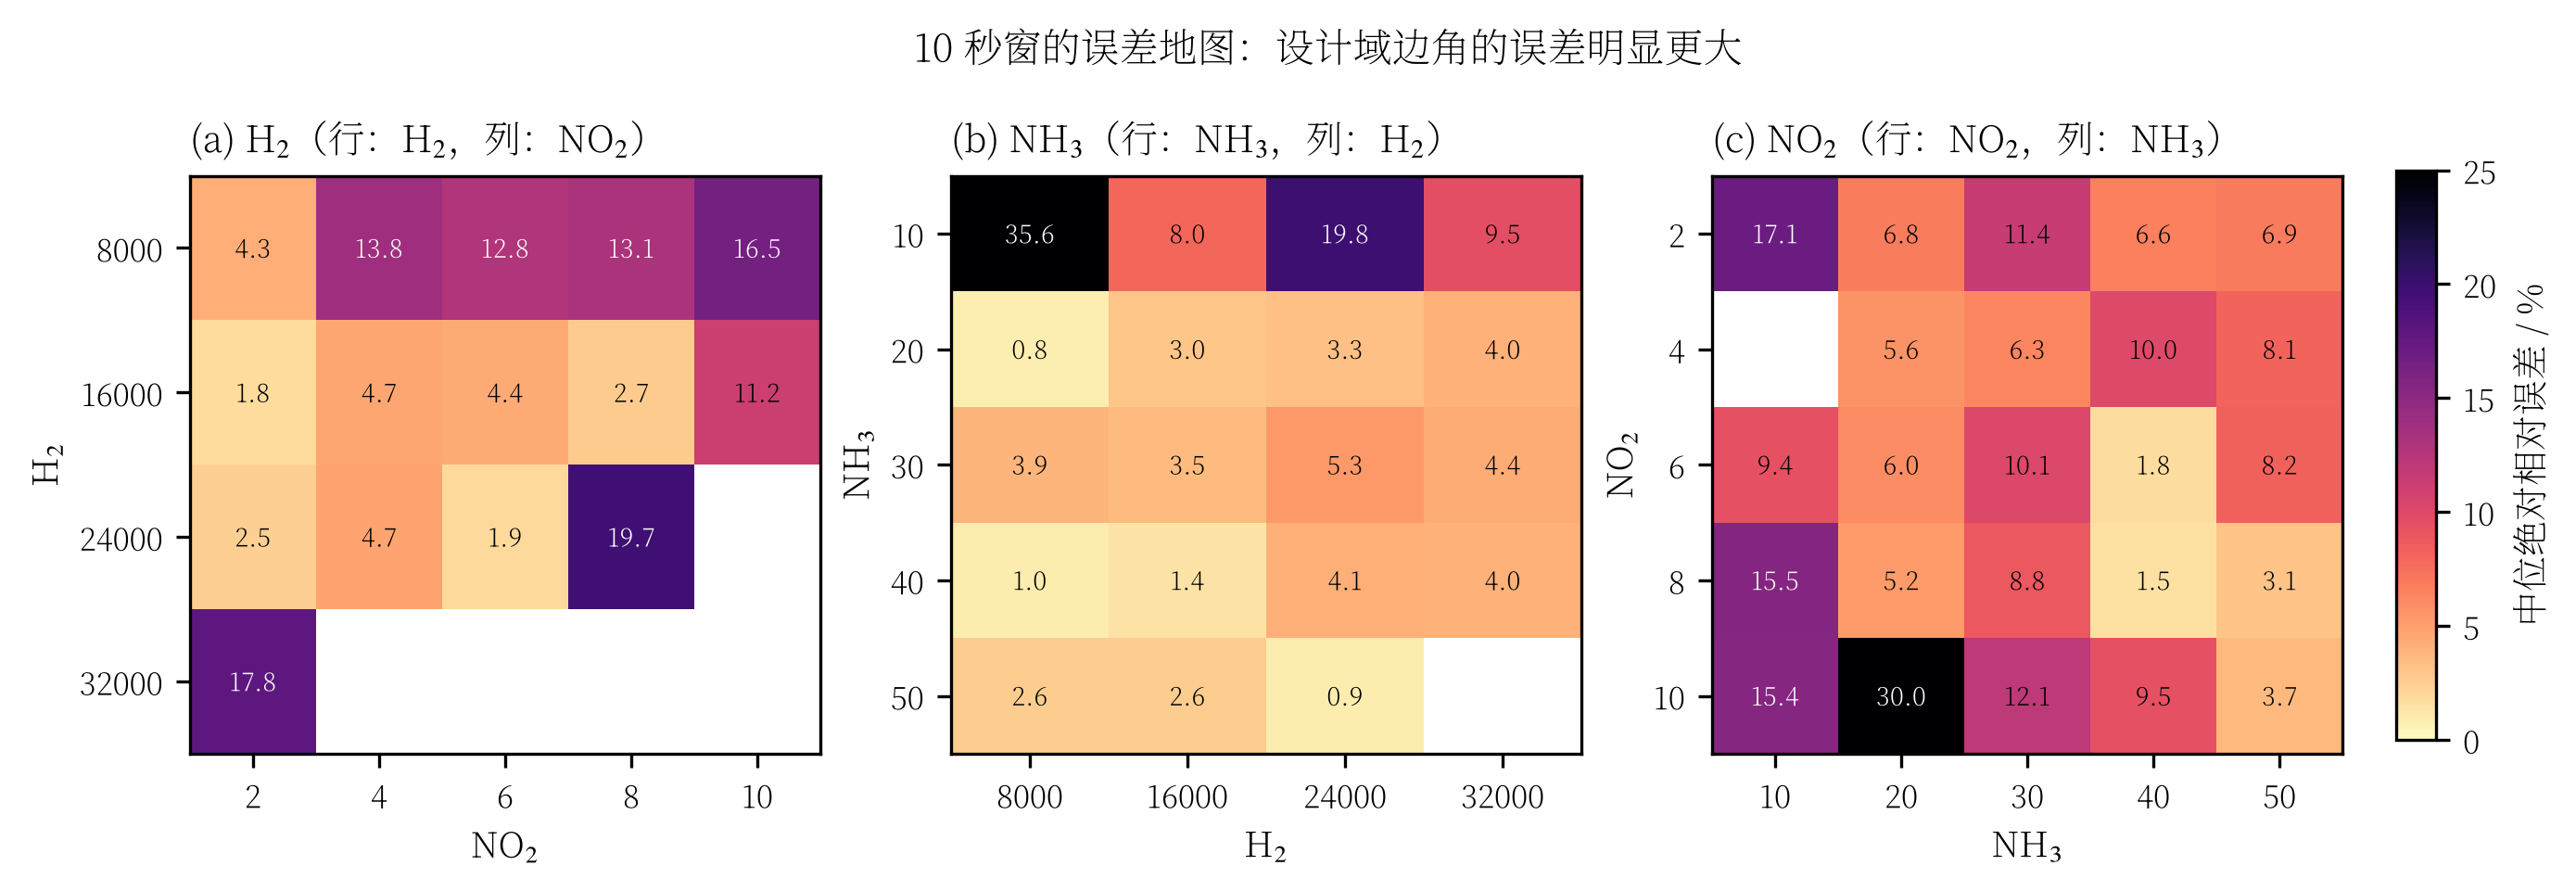 10 秒窗的误差地图：设计域边角的误差明显更大
(a) H₂（行：H₂，列：NO₂）
8000 4.3 13.8 12.8 13.1 16.5
16000 1.8 4.7 4.4 2.7 11.2
24000 2.5 4.7 1.9 19.7
32000 17.8
2 4 6 8 10
NO₂
H₂
(b) NH₃（行：NH₃，列：H₂）
10 35.6 8.0 19.8 9.5
20 0.8 3.0 3.3 4.0
30 3.9 3.5 5.3 4.4
40 1.0 1.4 4.1 4.0
50 2.6 2.6 0.9
8000 16000 24000 32000
H₂
NH₃
(c) NO₂（行：NO₂，列：NH₃）
2 17.1 6.8 11.4 6.6 6.9
4 5.6 6.3 10.0 8.1
6 9.4 6.0 10.1 1.8 8.2
8 15.5 5.2 8.8 1.5 3.1
10 15.4 30.0 12.1 9.5 3.7
10 20 30 40 50
NH₃
NO₂
25
20
15
10
5
0
中位绝对相对误差 / %